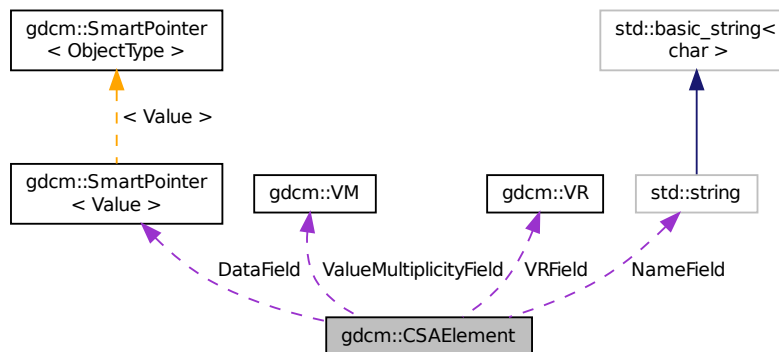 gdcm::SmartPointer
< ObjectType >
std::basic_string<
char >
< Value >
gdcm::SmartPointer
< Value >
gdcm::VM
gdcm::VR
std::string
DataField
ValueMultiplicityField
VRField
NameField
gdcm::CSAElement